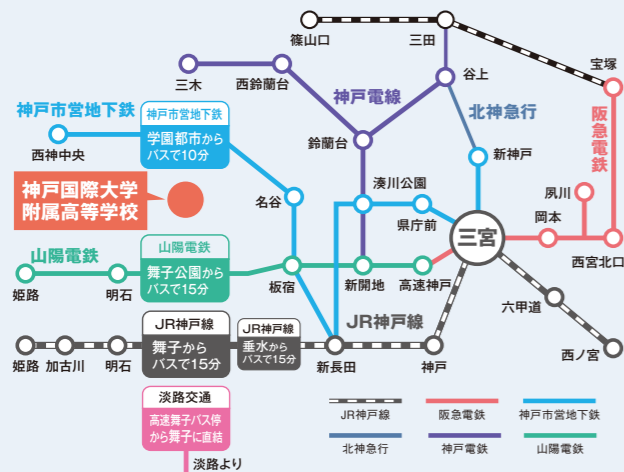 篠山口
三田
宝塚
三木
西鈴蘭台
谷上
神戸電線
北神急行
阪急電鉄
神戸市営地下鉄
神戸市営地下鉄
学園都市から
バスで10分
西神中央
鈴蘭台
新神戸
湊川公園
県庁前
夙川
岡本
三宮
西宮北口
神戸国際大学
附属高等学校
名谷
山陽電鉄
山陽電鉄
舞子公園から
バスで15分
姫路
明石
板宿
新開地
高速神戸
六甲道
西ノ宮
JR神戸線
JR神戸線
舞子から
バスで15分
JR神戸線
垂水から
バスで15分
姫路
加古川
明石
新長田
神戸
淡路交通
高速舞子バス停
から舞子に直結
淡路より
JR神戸線
阪急電鉄
神戸市営地下鉄
北神急行
神戸電鉄
山陽電鉄